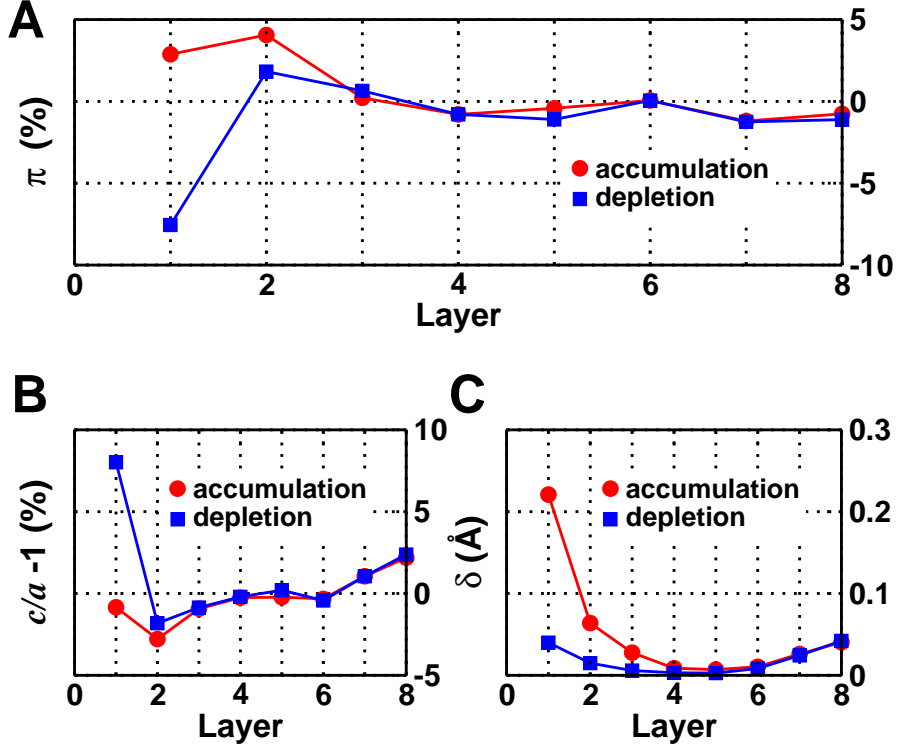 A
π (%)
5
0
-5
-10
accumulation
depletion
0 2 4 6 8
Layer
B
c/a -1 (%)
10
5
0
-5
accumulation
depletion
0 2 4 6 8
Layer
C
δ (Å)
0.3
0.2
0.1
0
accumulation
depletion
0 2 4 6 8
Layer